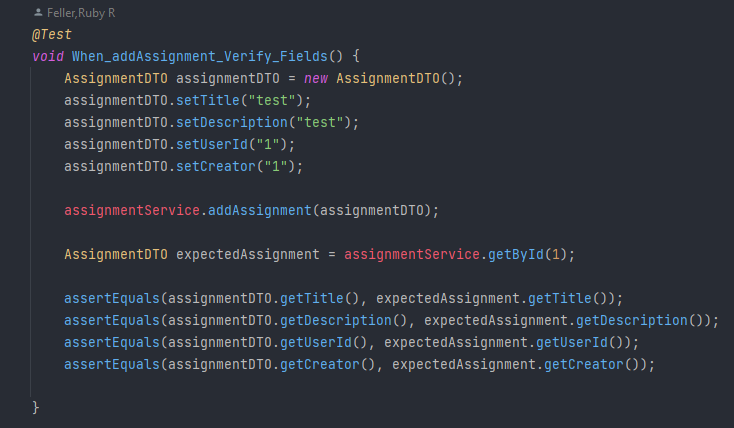 Feller,Ruby R
@Test
void When_addAssignment_Verify_Fields() {
AssignmentDTO assignmentDTO = new AssignmentDTO();
assignmentDTO.setTitle("test");
assignmentDTO.setDescription("test");
assignmentDTO.setUserId("1");
assignmentDTO.setCreator("1");
assignmentService.addAssignment(assignmentDTO);
AssignmentDTO expectedAssignment = assignmentService.getById(1);
assertEquals(assignmentDTO.getTitle(), expectedAssignment.getTitle());
assertEquals(assignmentDTO.getDescription(), expectedAssignment.getDescription());
assertEquals(assignmentDTO.getUserId(), expectedAssignment.getUserId());
assertEquals(assignmentDTO.getCreator(), expectedAssignment.getCreator());
}